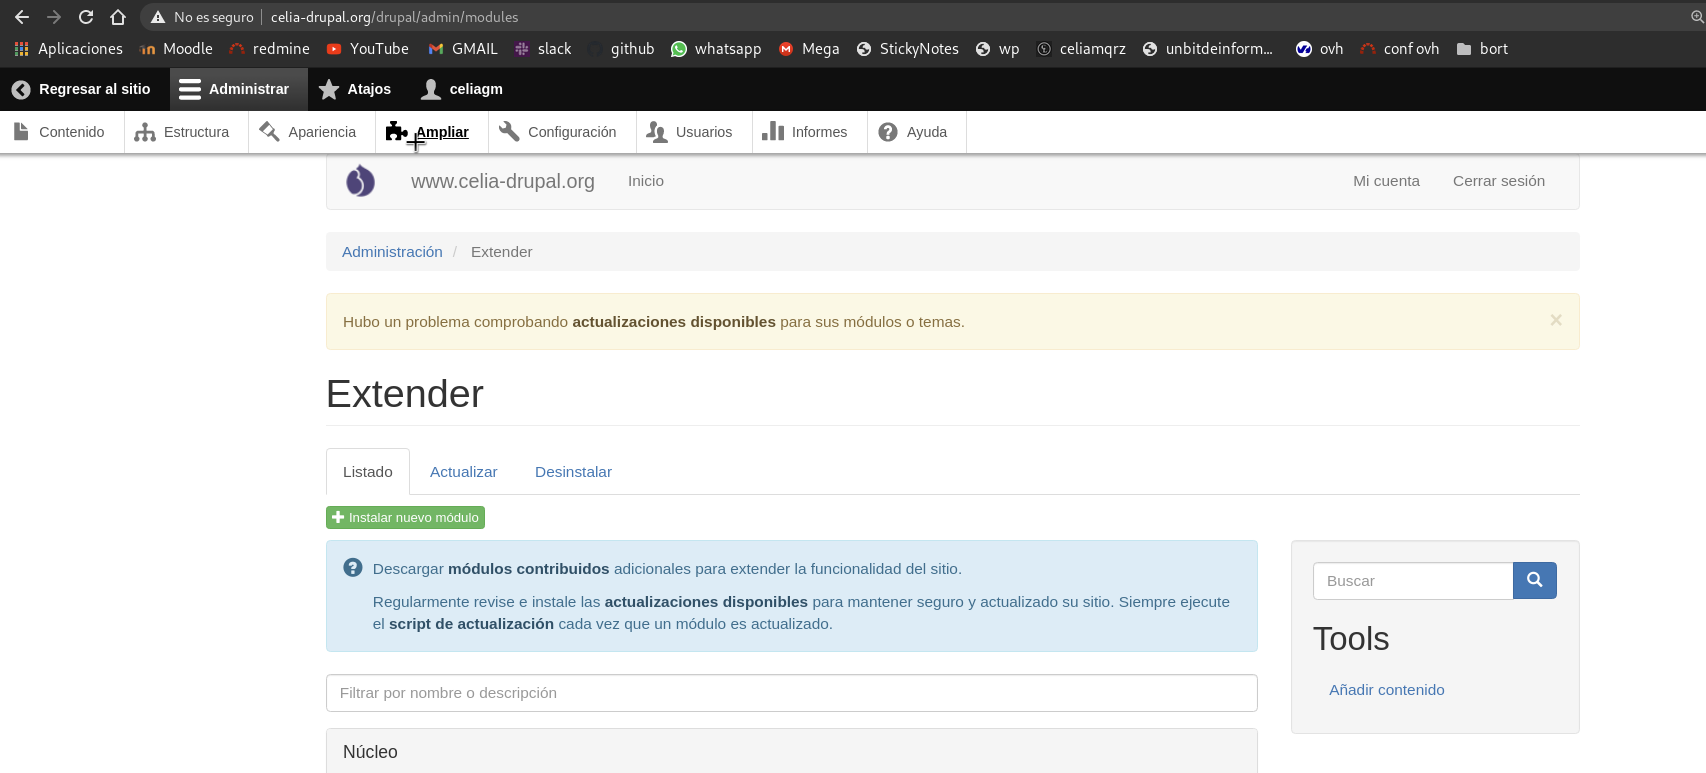 No es seguro | celia-drupal.org/drupal/admin/modules
Aplicaciones Moodle redmine YouTube GMAIL slack github whatsapp Mega StickyNotes wp celiamqrz unbitdeinform... ovh conf ovh bort
Regresar al sitio Administrar Atajos celiagm
Contenido Estructura Apariencia Ampliar Configuración Usuarios Informes Ayuda
www.celia-drupal.org Inicio Mi cuenta Cerrar sesión
Administración / Extender
Hubo un problema comprobando actualizaciones disponibles para sus módulos o temas. ×
Extender
Listado Actualizar Desinstalar
Instalar nuevo módulo
Descargar módulos contribuidos adicionales para extender la funcionalidad del sitio.
Regularmente revise e instale las actualizaciones disponibles para mantener seguro y actualizado su sitio. Siempre ejecute
el script de actualización cada vez que un módulo es actualizado.
Filtrar por nombre o descripción
Núcleo
Buscar
Tools
Añadir contenido